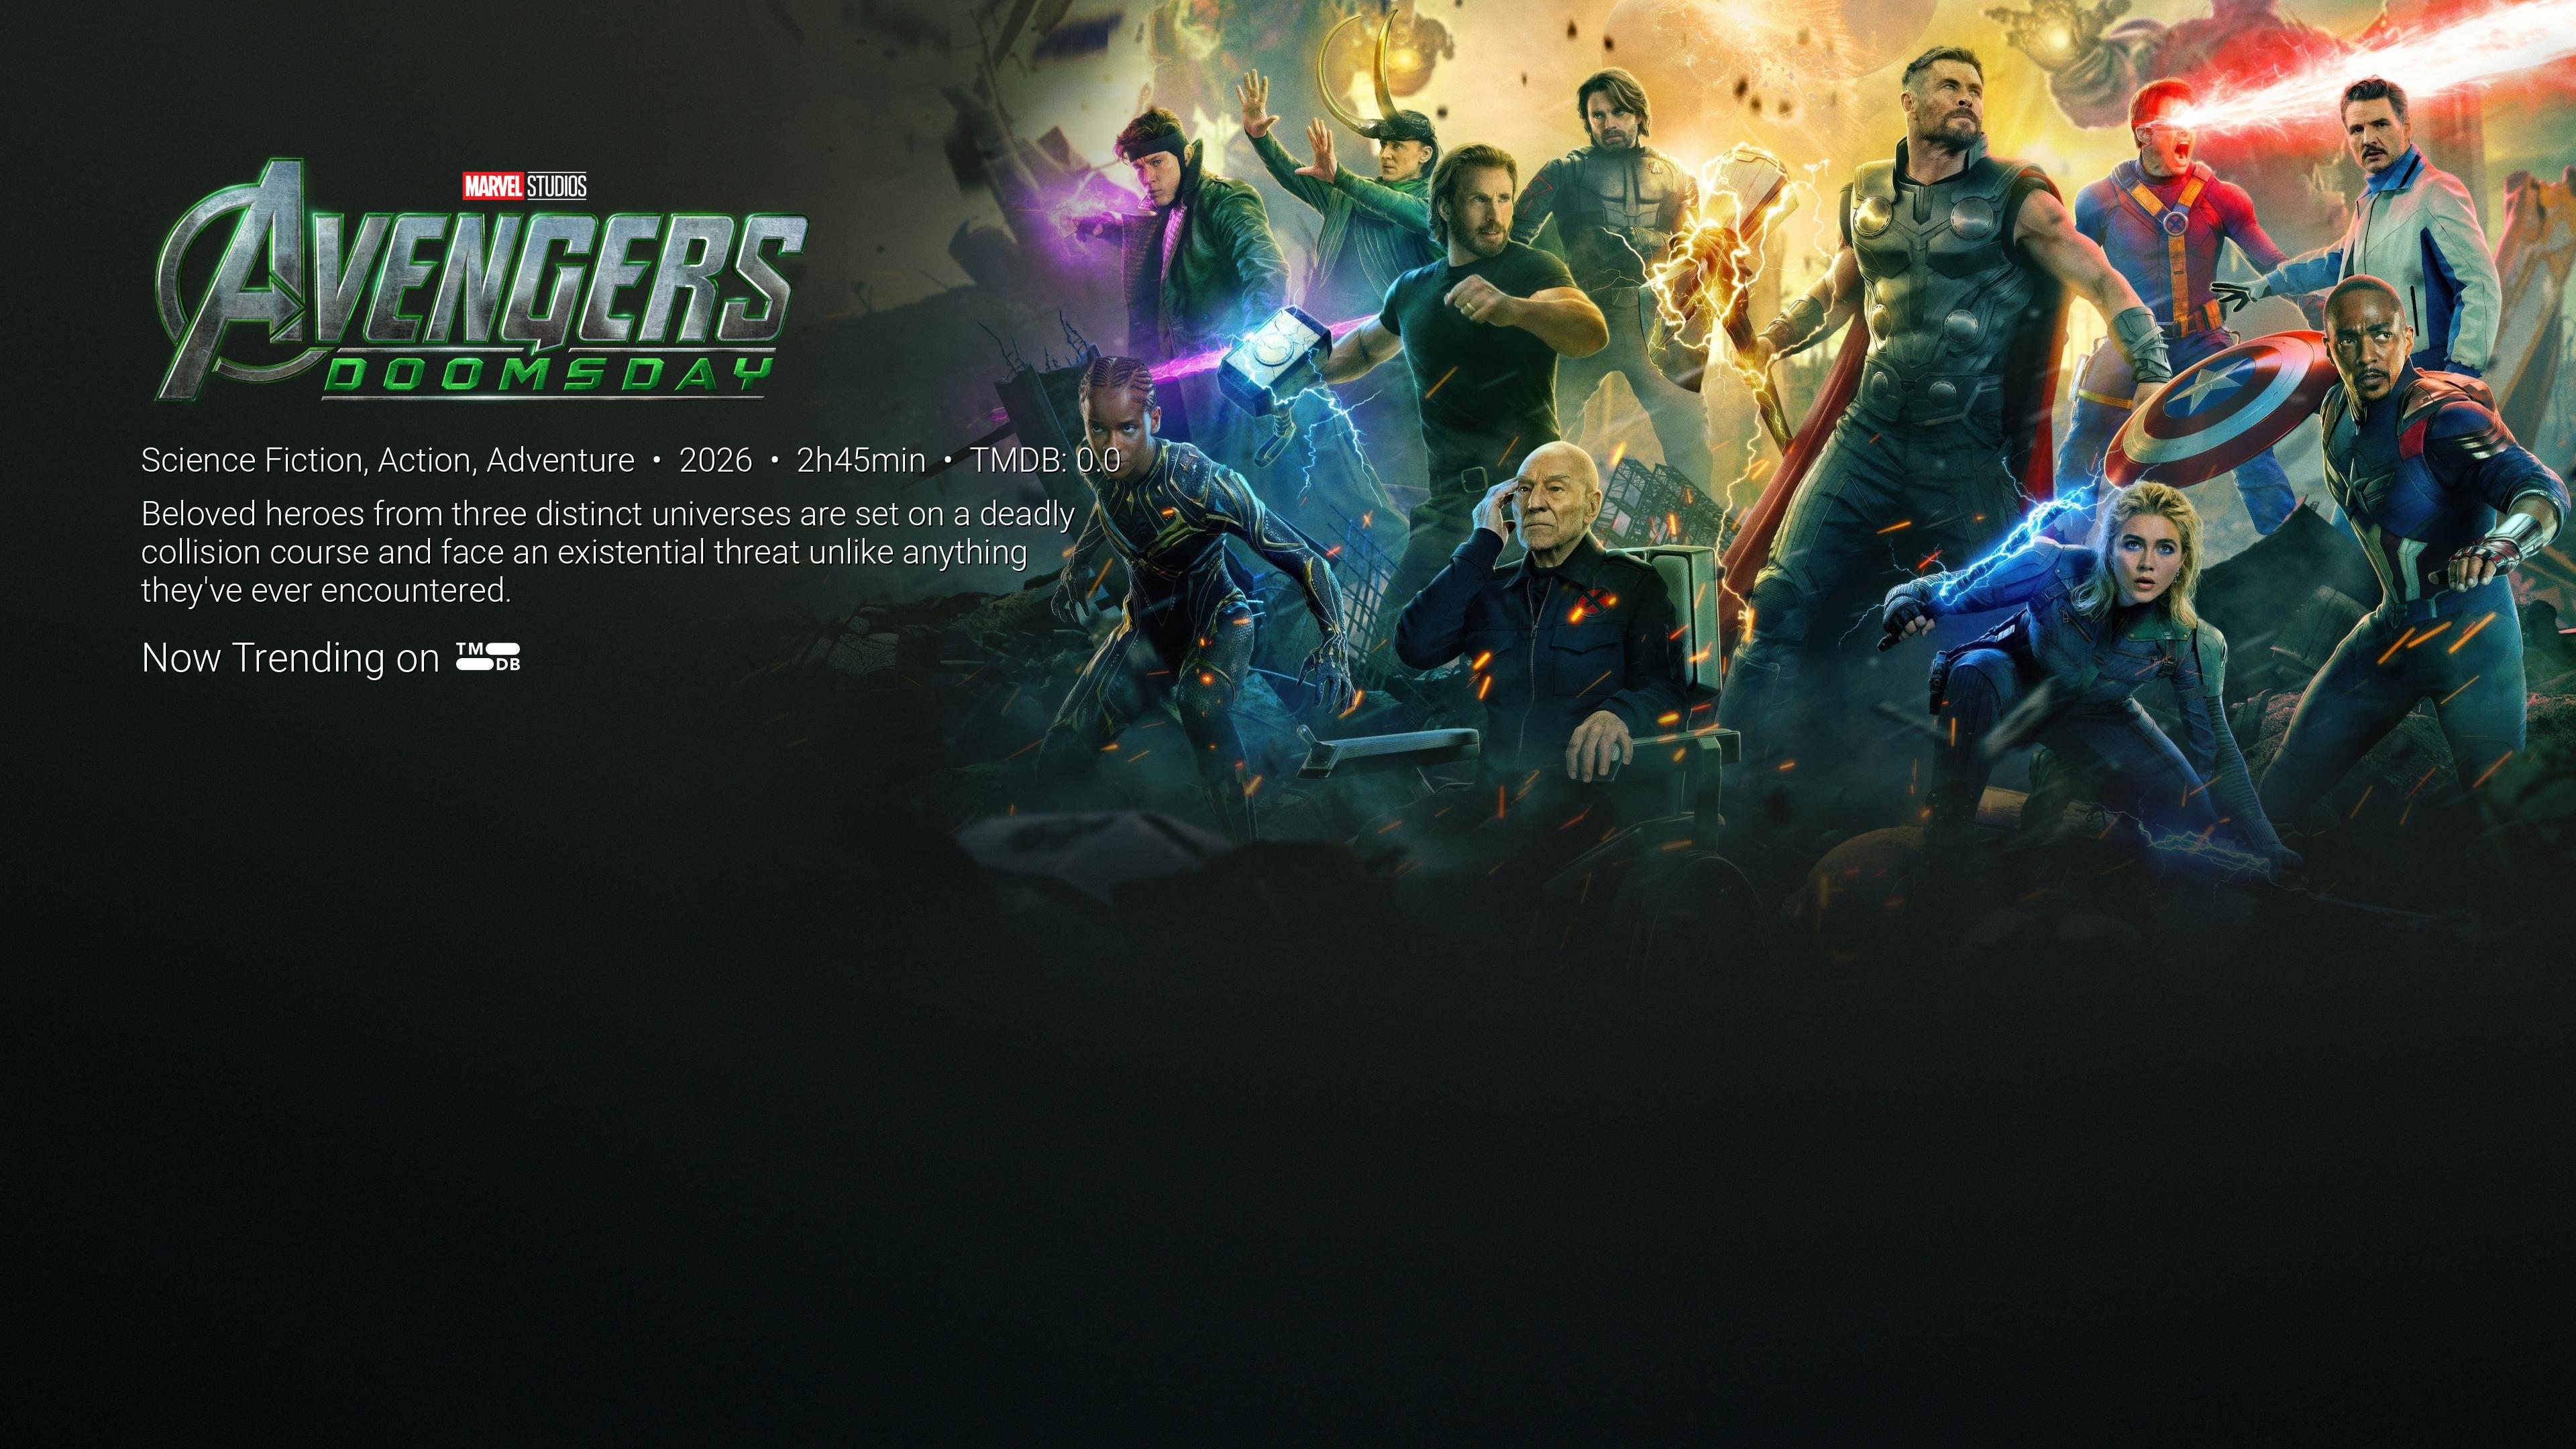 MARVEL STUDIOS
AVENGERS
DOOMSDAY
Science Fiction, Action, Adventure • 2026 • 2h45min • TMDB: 0.0
Beloved heroes from three distinct universes are set on a deadly
collision course and face an existential threat unlike anything
they've ever encountered.
Now Trending on TMDB